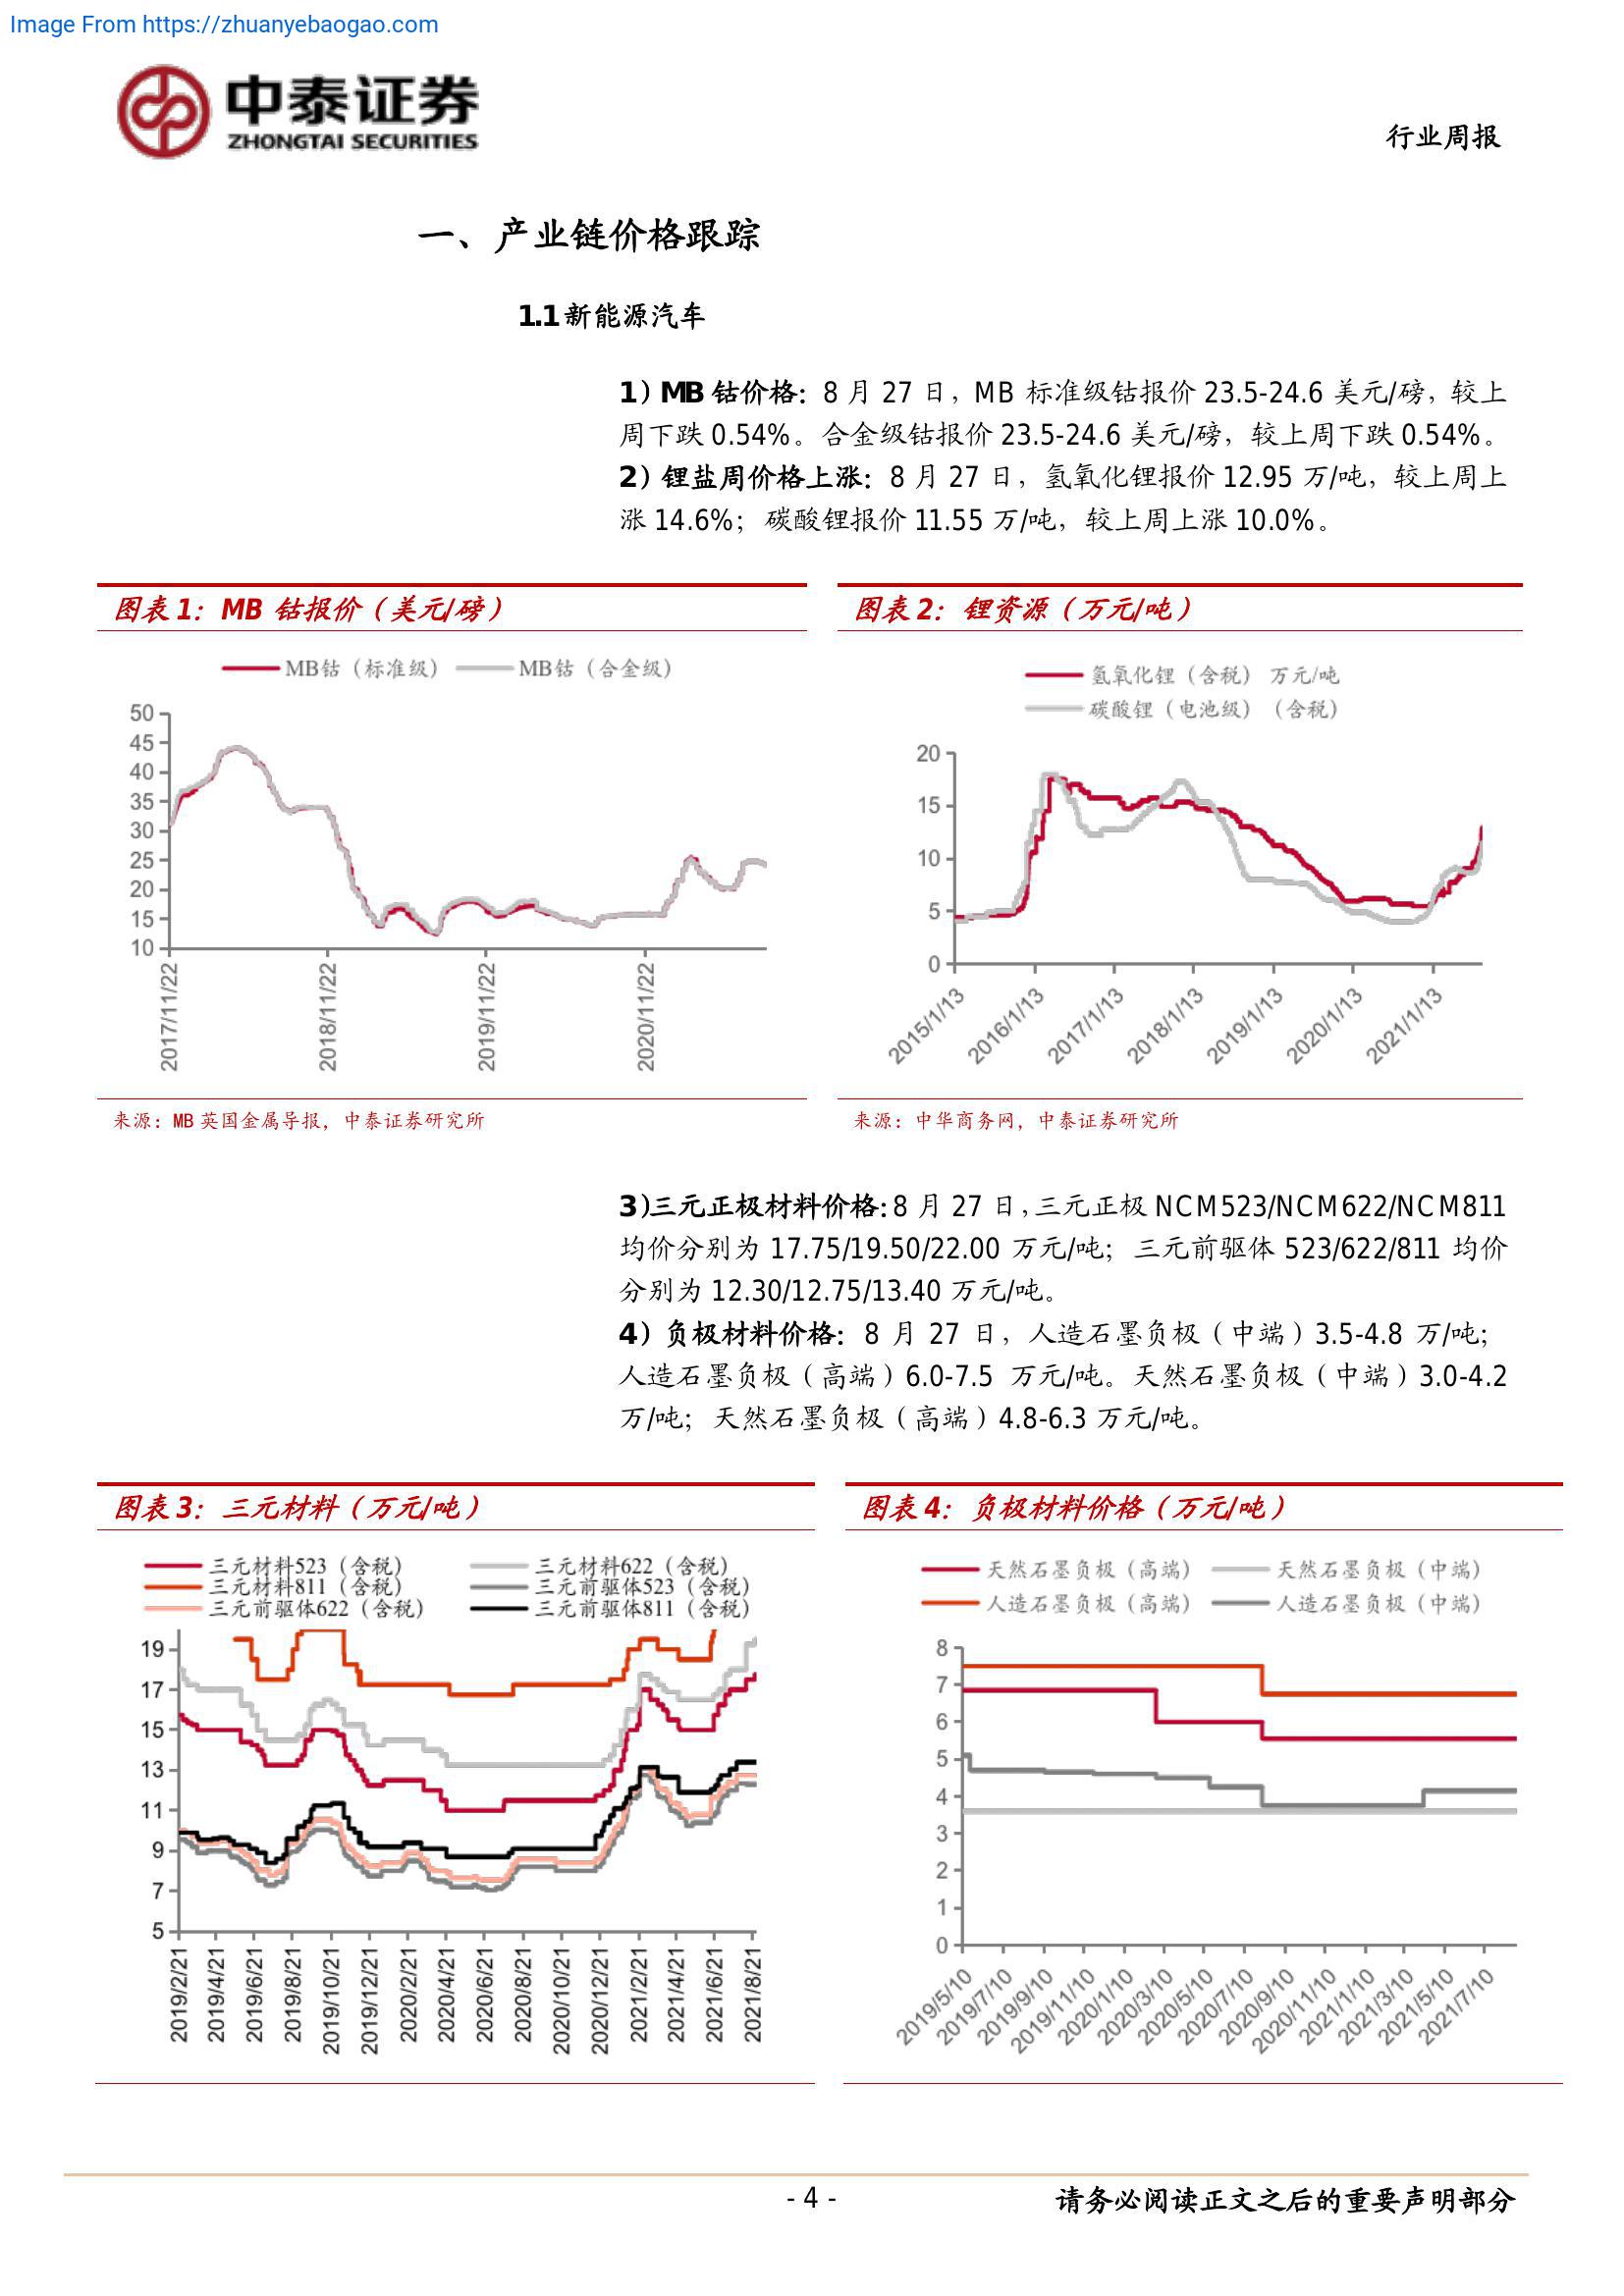 Image From https://zhuanyebaogao.com
中泰证券
ZHONGTAI SECURITIES
行业周报
一、产业链价格跟踪
1.1 新能源汽车
1）MB 钴价格：8 月 27 日，MB 标准级钴报价 23.5-24.6 美元/磅，较上
周下跌 0.54%。合金级钴报价 23.5-24.6 美元/磅，较上周下跌 0.54%。
2）锂盐周价格上涨：8 月 27 日，氢氧化锂报价 12.95 万/吨，较上周上
涨 14.6%；碳酸锂报价 11.55 万/吨，较上周上涨 10.0%。
图表 1：MB 钴报价（美元/磅）
MB钴（标准级） MB钴（合金级）
50
45
40
35
30
25
20
15
10
2017/11/22
2018/11/22
2019/11/22
2020/11/22
来源：MB 英国金属导报，中泰证券研究所
图表 2：锂资源（万元/吨）
氢氧化锂（含税） 万元/吨
碳酸锂（电池级）（含税）
20
15
10
5
0
2015/1/13
2016/1/13
2017/1/13
2018/1/13
2019/1/13
2020/1/13
2021/1/13
来源：中华商务网，中泰证券研究所
3)三元正极材料价格:8 月 27 日,三元正极 NCM523/NCM622/NCM811
均价分别为 17.75/19.50/22.00 万元/吨；三元前驱体 523/622/811 均价
分别为 12.30/12.75/13.40 万元/吨。
4）负极材料价格：8 月 27 日，人造石墨负极（中端）3.5-4.8 万/吨；
人造石墨负极（高端）6.0-7.5 万元/吨。天然石墨负极（中端）3.0-4.2
万/吨；天然石墨负极（高端）4.8-6.3 万元/吨。
图表 3：三元材料（万元/吨）
三元材料523（含税） 三元材料622（含税）
三元材料811（含税） 三元前驱体523（含税）
三元前驱体622（含税） 三元前驱体811（含税）
19
17
15
13
11
9
7
5
2019/2/21
2019/4/21
2019/6/21
2019/8/21
2019/10/21
2019/12/21
2020/2/21
2020/4/21
2020/6/21
2020/8/21
2020/10/21
2020/12/21
2021/2/21
2021/4/21
2021/6/21
2021/8/21
图表 4：负极材料价格（万元/吨）
天然石墨负极（高端） 天然石墨负极（中端）
人造石墨负极（高端） 人造石墨负极（中端）
8
7
6
5
4
3
2
1
0
2019/5/10
2019/7/10
2019/9/10
2019/11/10
2020/1/10
2020/3/10
2020/5/10
2020/7/10
2020/9/10
2020/11/10
2021/1/10
2021/3/10
2021/5/10
2021/7/10
- 4 -
请务必阅读正文之后的重要声明部分